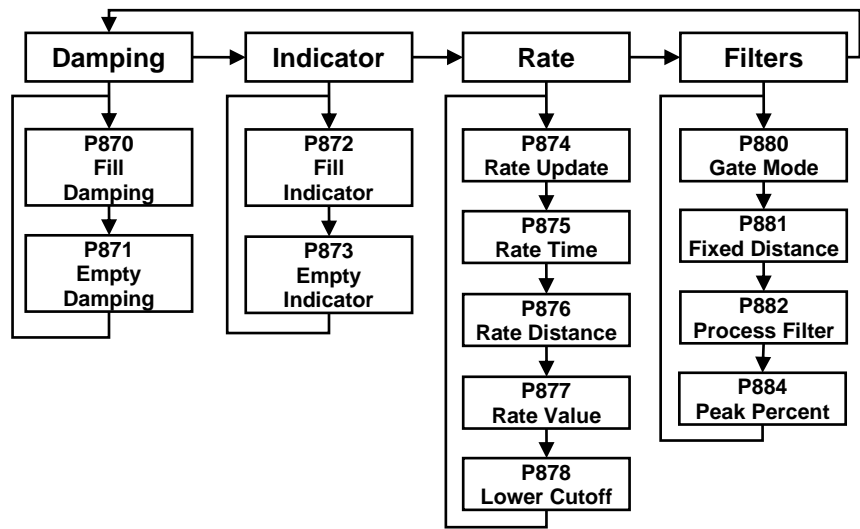 Damping
Indicator
Rate
Filters
P870
Fill
Damping
P871
Empty
Damping
P872
Fill
Indicator
P873
Empty
Indicator
P874
Rate Update
P875
Rate Time
P876
Rate Distance
P877
Rate Value
P878
Lower Cutoff
P880
Gate Mode
P881
Fixed Distance
P882
Process Filter
P884
Peak Percent